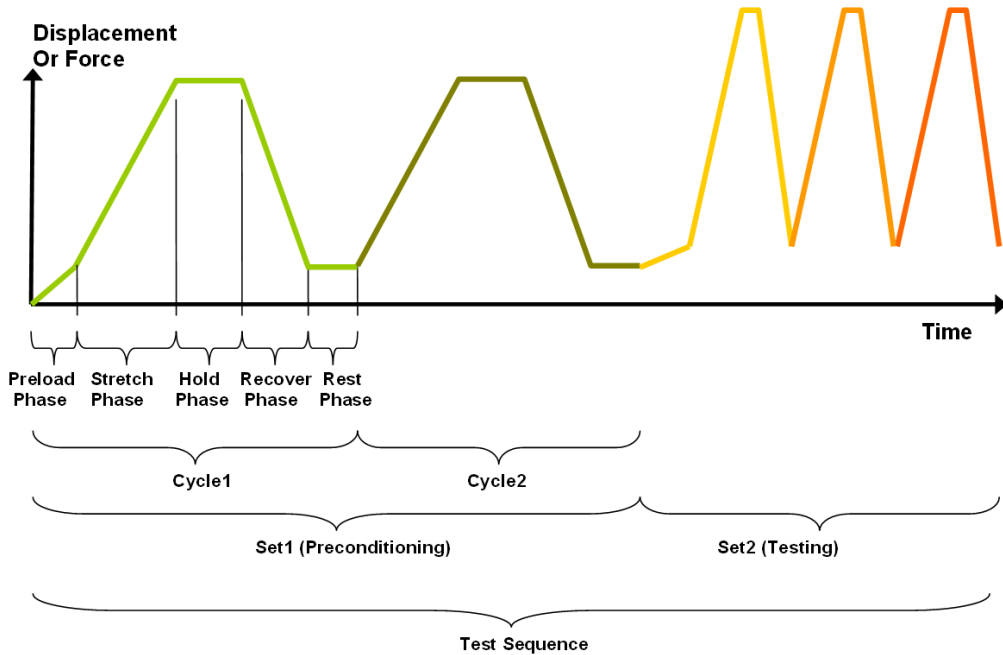 Displacement
Or Force
Time
Preload
Phase
Stretch
Phase
Hold
Phase
Recover
Phase
Rest
Phase
Cycle1
Cycle2
Set1 (Preconditioning)
Set2 (Testing)
Test Sequence